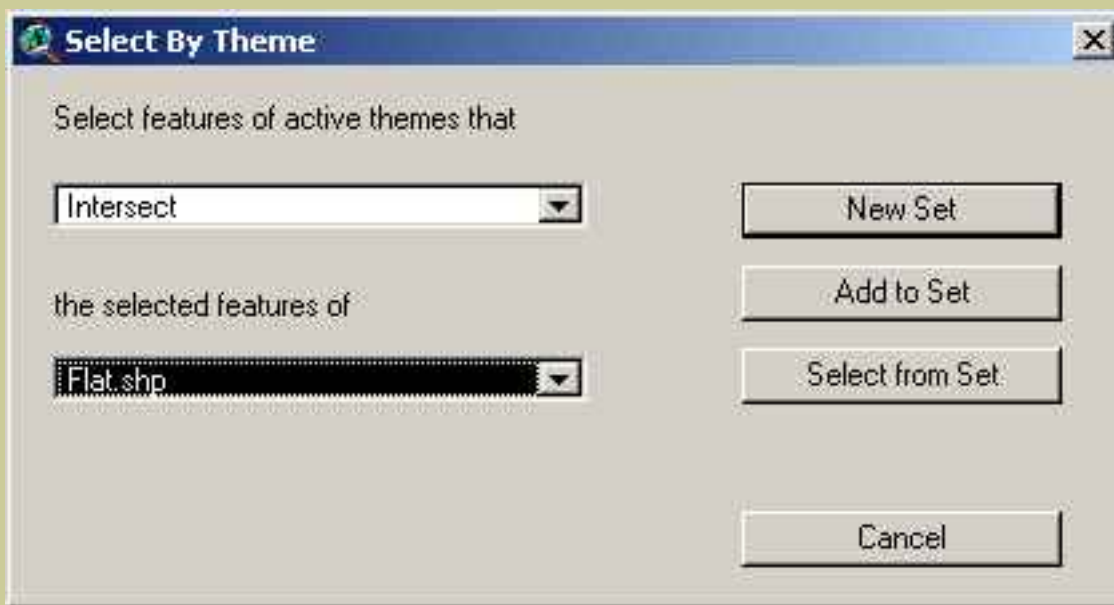 Select By Theme
Select features of active themes that
Intersect
New Set
Add to Set
the selected features of
Flat.shp
Select from Set
Cancel